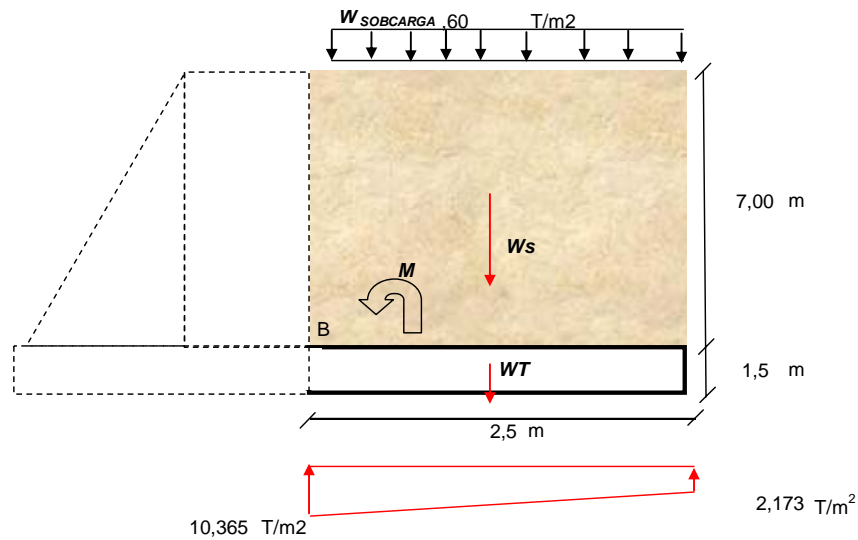 W SOBCARGA ,60 T/m2
7,00 m
Ws
M
B
WT
1,5 m
2,5 m
2,173 T/m²
10,365 T/m2